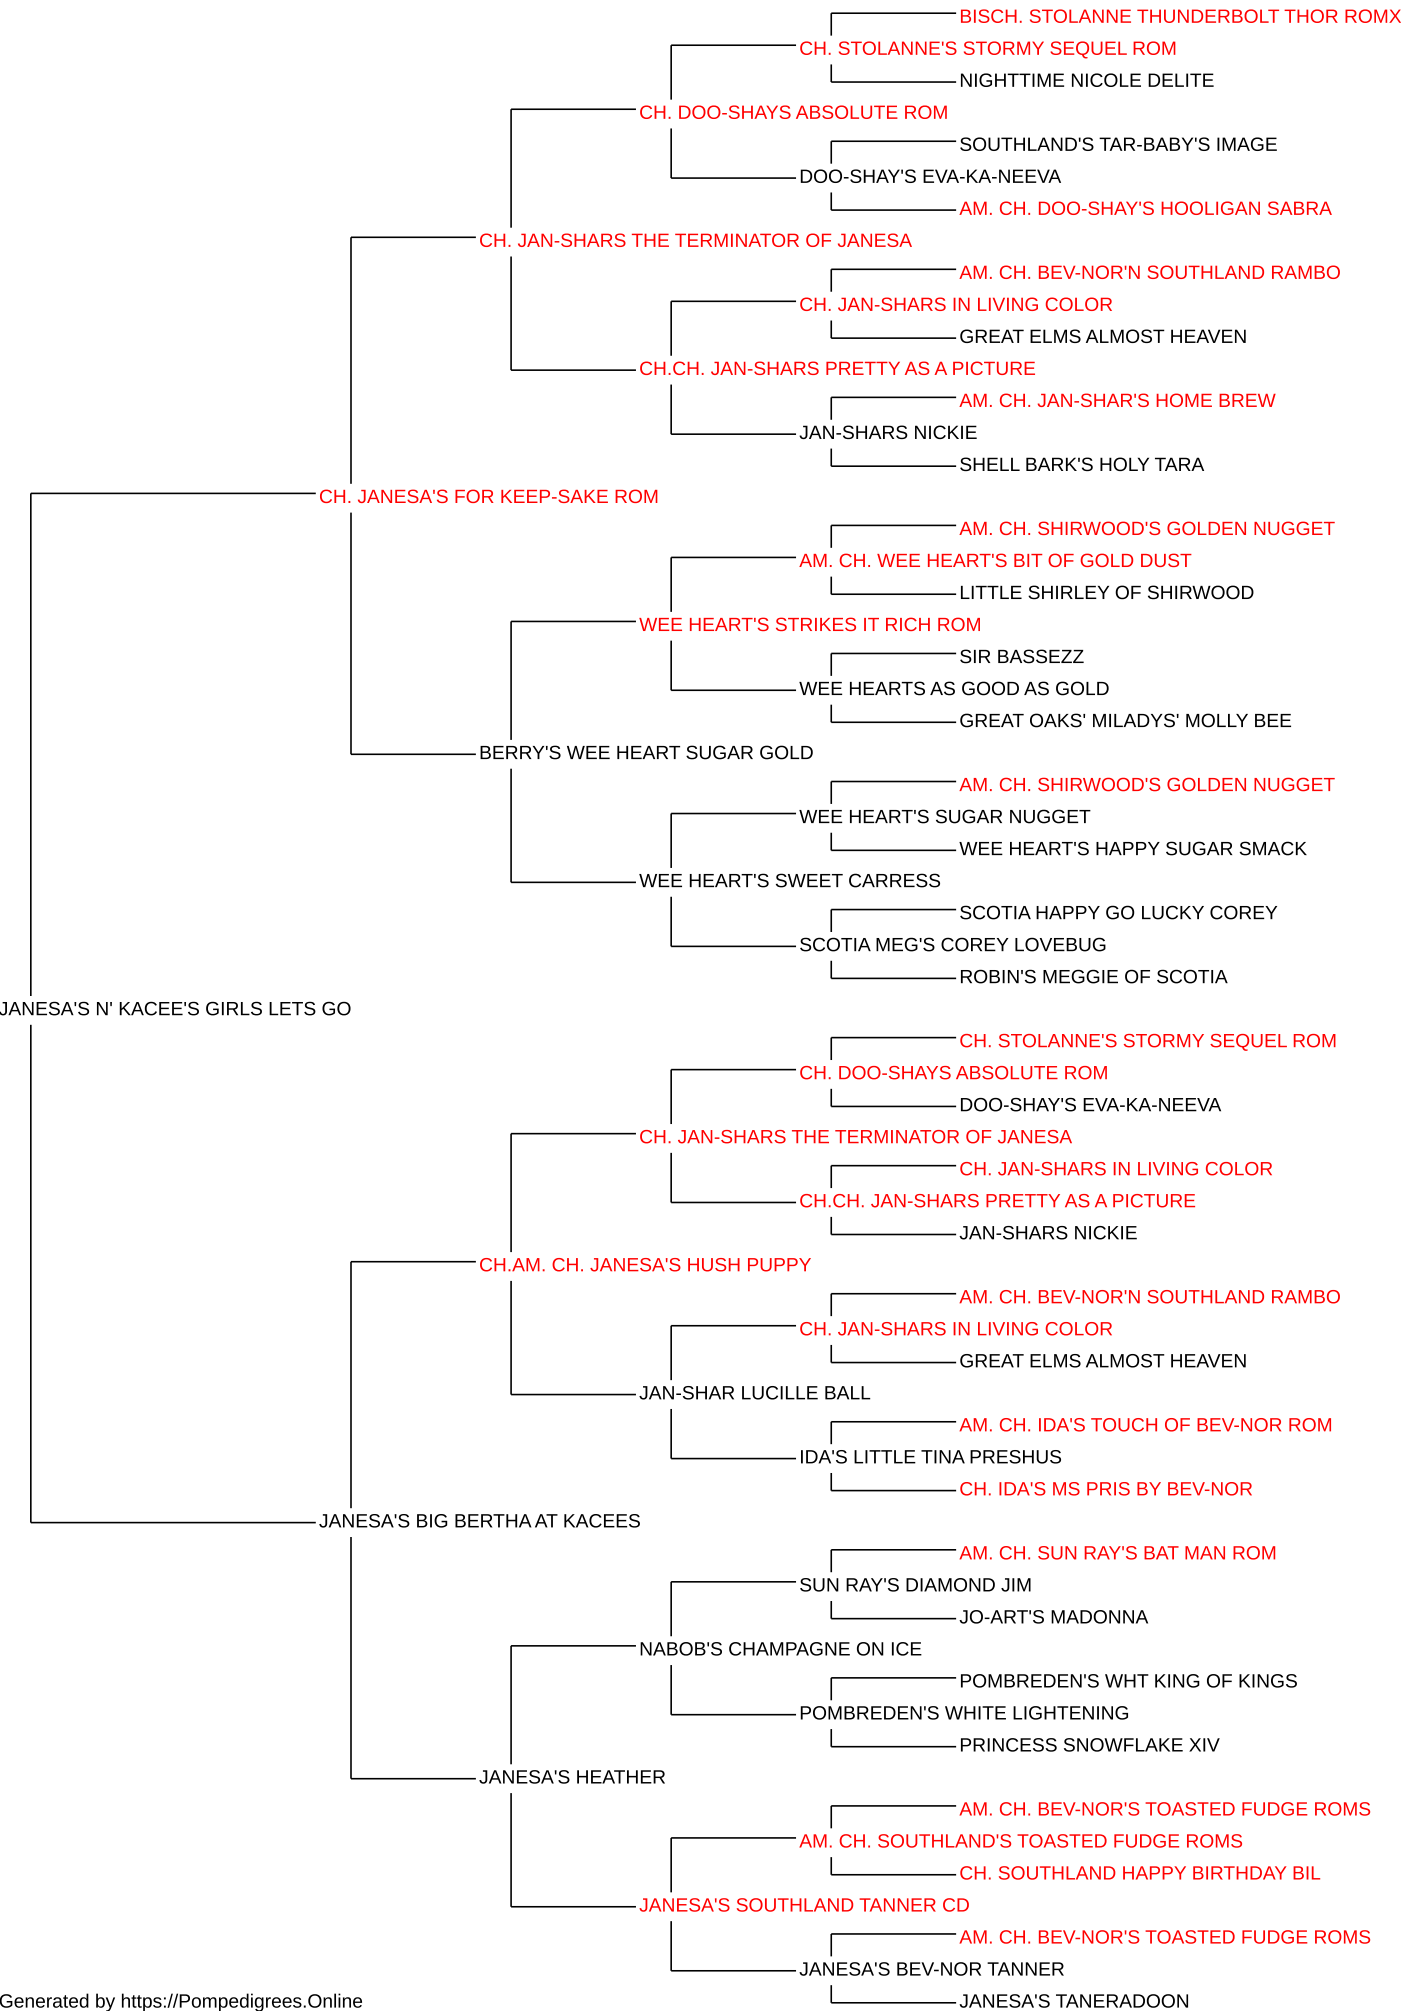 BISCH. STOLANNE THUNDERBOLT THOR ROMX
CH. STOLANNE'S STORMY SEQUEL ROM
NIGHTTIME NICOLE DELITE
CH. DOO-SHAYS ABSOLUTE ROM
SOUTHLAND'S TAR-BABY'S IMAGE
DOO-SHAY'S EVA-KA-NEEVA
AM. CH. DOO-SHAY'S HOOLIGAN SABRA
CH. JAN-SHARS THE TERMINATOR OF JANESA
AM. CH. BEV-NOR'N SOUTHLAND RAMBO
CH. JAN-SHARS IN LIVING COLOR
GREAT ELMS ALMOST HEAVEN
CH.CH. JAN-SHARS PRETTY AS A PICTURE
AM. CH. JAN-SHAR'S HOME BREW
JAN-SHARS NICKIE
SHELL BARK'S HOLY TARA
CH. JANESA'S FOR KEEP-SAKE ROM
AM. CH. SHIRWOOD'S GOLDEN NUGGET
AM. CH. WEE HEART'S BIT OF GOLD DUST
LITTLE SHIRLEY OF SHIRWOOD
WEE HEART'S STRIKES IT RICH ROM
SIR BASSEZZ
WEE HEARTS AS GOOD AS GOLD
GREAT OAKS' MILADYS' MOLLY BEE
BERRY'S WEE HEART SUGAR GOLD
AM. CH. SHIRWOOD'S GOLDEN NUGGET
WEE HEART'S SUGAR NUGGET
WEE HEART'S HAPPY SUGAR SMACK
WEE HEART'S SWEET CARRESS
SCOTIA HAPPY GO LUCKY COREY
SCOTIA MEG'S COREY LOVEBUG
ROBIN'S MEGGIE OF SCOTIA
JANESA'S N' KACEE'S GIRLS LETS GO
CH. STOLANNE'S STORMY SEQUEL ROM
CH. DOO-SHAYS ABSOLUTE ROM
DOO-SHAY'S EVA-KA-NEEVA
CH. JAN-SHARS THE TERMINATOR OF JANESA
CH. JAN-SHARS IN LIVING COLOR
CH.CH. JAN-SHARS PRETTY AS A PICTURE
JAN-SHARS NICKIE
CH.AM. CH. JANESA'S HUSH PUPPY
AM. CH. BEV-NOR'N SOUTHLAND RAMBO
CH. JAN-SHARS IN LIVING COLOR
GREAT ELMS ALMOST HEAVEN
JAN-SHAR LUCILLE BALL
AM. CH. IDA'S TOUCH OF BEV-NOR ROM
IDA'S LITTLE TINA PRESHUS
CH. IDA'S MS PRIS BY BEV-NOR
JANESA'S BIG BERTHA AT KACEES
AM. CH. SUN RAY'S BAT MAN ROM
SUN RAY'S DIAMOND JIM
JO-ART'S MADONNA
NABOB'S CHAMPAGNE ON ICE
POMBREDEN'S WHT KING OF KINGS
POMBREDEN'S WHITE LIGHTENING
PRINCESS SNOWFLAKE XIV
JANESA'S HEATHER
AM. CH. BEV-NOR'S TOASTED FUDGE ROMS
AM. CH. SOUTHLAND'S TOASTED FUDGE ROMS
CH. SOUTHLAND HAPPY BIRTHDAY BIL
JANESA'S SOUTHLAND TANNER CD
AM. CH. BEV-NOR'S TOASTED FUDGE ROMS
JANESA'S BEV-NOR TANNER
JANESA'S TANERADOON
Generated by https://Pompedigrees.Online